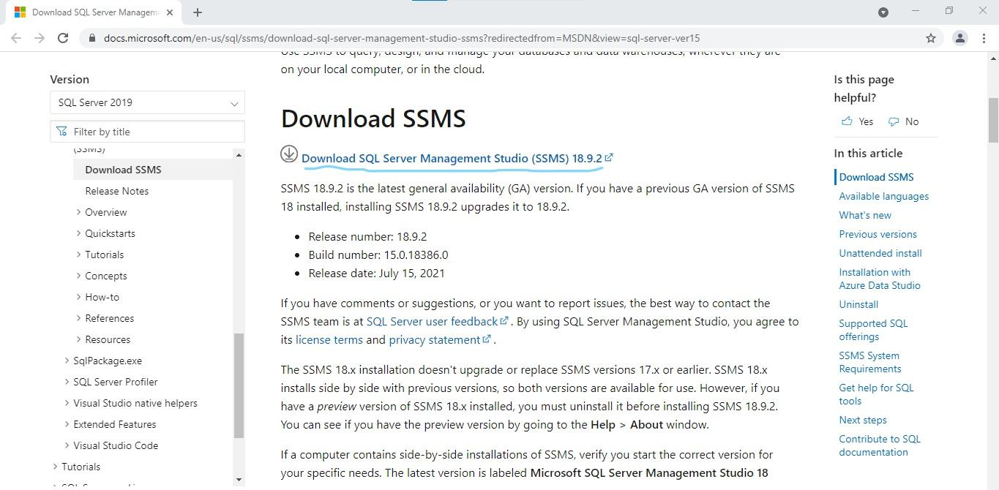 Download SQL Server Managem
docs.microsoft.com/en-us/sql/ssms/download-sql-server-management-studio-ssms?redirectedfrom=MSDN&view=sql-server-ver15
Version
SQL Server 2019
Filter by title
(SSMS)
Download SSMS
Release Notes
Overview
Quickstarts
Tutorials
Concepts
How-to
References
Resources
SqlPackage.exe
SQL Server Profiler
Visual Studio native helpers
Extended Features
Visual Studio Code
Tutorials
Use SSMS to query, design, and manage your databases and data warehouses, wherever they are
on your local computer, or in the cloud.
Download SSMS
Download SQL Server Management Studio (SSMS) 18.9.2
SSMS 18.9.2 is the latest general availability (GA) version. If you have a previous GA version of SSMS
18 installed, installing SSMS 18.9.2 upgrades it to 18.9.2.
• Release number: 18.9.2
• Build number: 15.0.18386.0
• Release date: July 15, 2021
If you have comments or suggestions, or you want to report issues, the best way to contact the
SSMS team is at SQL Server user feedback. By using SQL Server Management Studio, you agree to
its license terms and privacy statement.
The SSMS 18.x installation doesn't upgrade or replace SSMS versions 17.x or earlier. SSMS 18.x
installs side by side with previous versions, so both versions are available for use. However, if you
have a preview version of SSMS 18.x installed, you must uninstall it before installing SSMS 18.9.2.
You can see if you have the preview version by going to the Help > About window.
If a computer contains side-by-side installations of SSMS, verify you start the correct version for
your specific needs. The latest version is labeled Microsoft SQL Server Management Studio 18
Is this page
helpful?
Yes No
In this article
Download SSMS
Available languages
What's new
Previous versions
Unattended install
Installation with
Azure Data Studio
Uninstall
Supported SQL
offerings
SSMS System
Requirements
Get help for SQL
tools
Next steps
Contribute to SQL
documentation